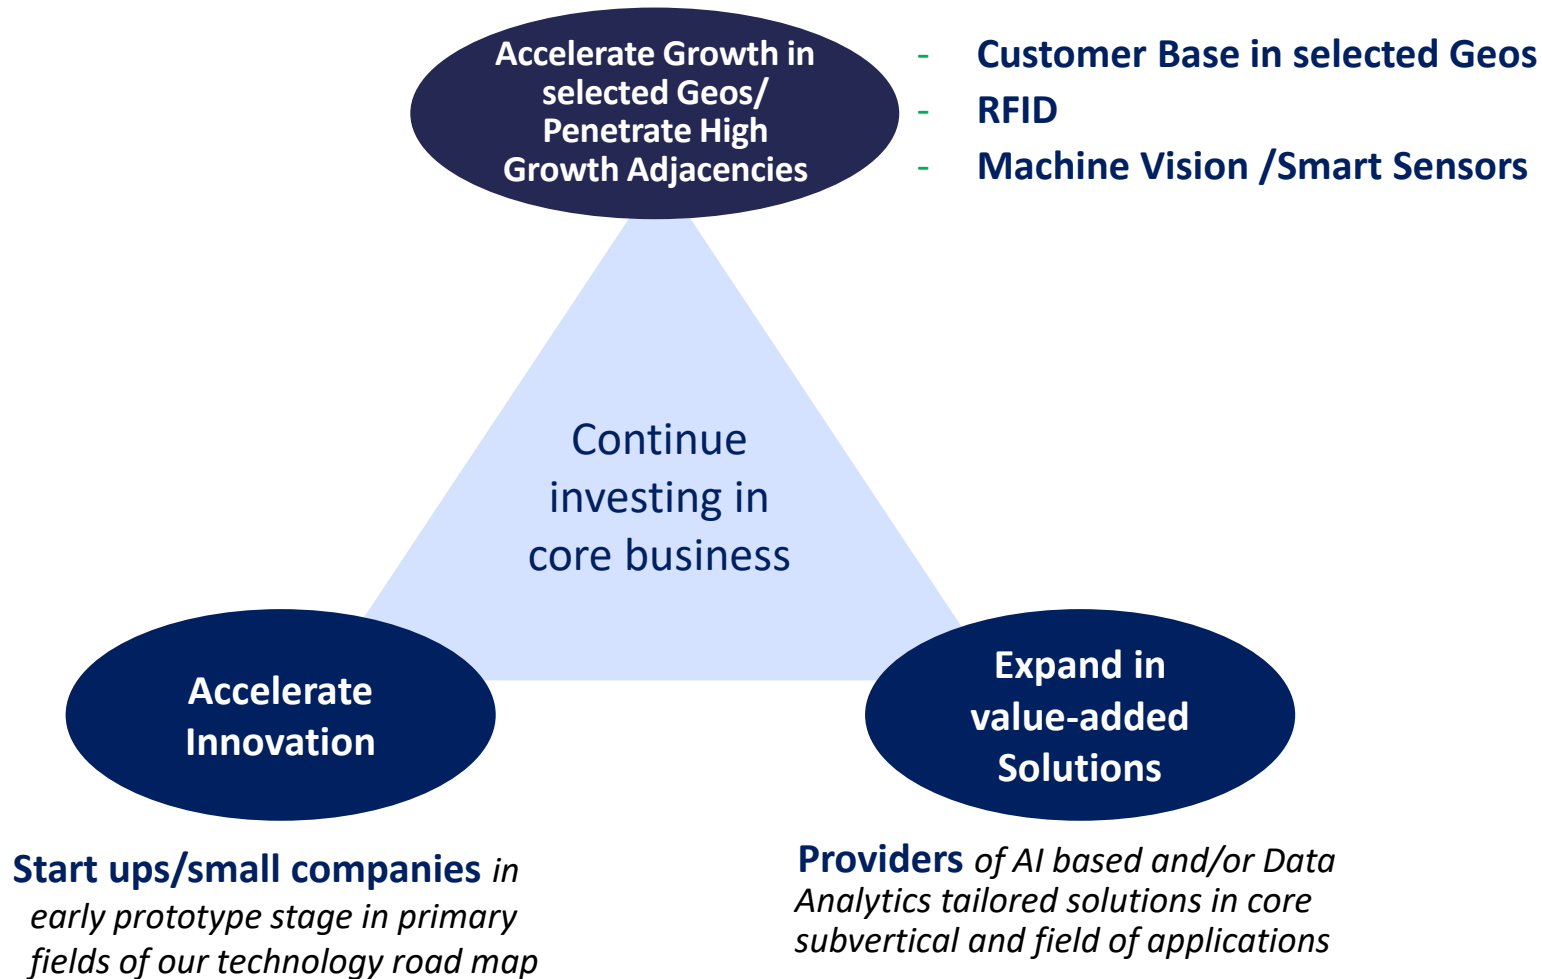 Accelerate Growth in
selected Geos/
Penetrate High
Growth Adjacencies
- Customer Base in selected Geos
- RFID
- Machine Vision /Smart Sensors
Continue
investing in
core business
Accelerate
Innovation
Expand in
value-added
Solutions
Start ups/small companies in
early prototype stage in primary
fields of our technology road map
Providers of AI based and/or Data
Analytics tailored solutions in core
subvertical and field of applications